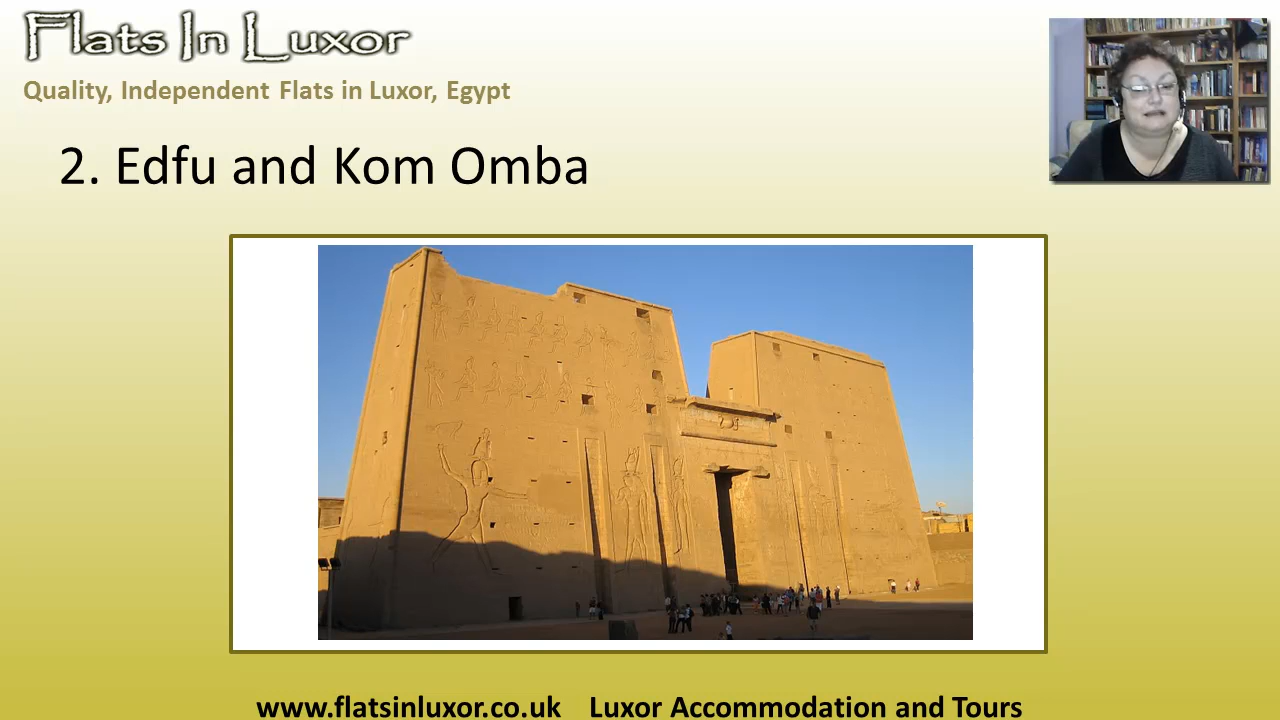 Flats In Luxor
Quality, Independent Flats in Luxor, Egypt
2. Edfu and Kom Omba
www.flatsinluxor.co.uk Luxor Accommodation and Tours